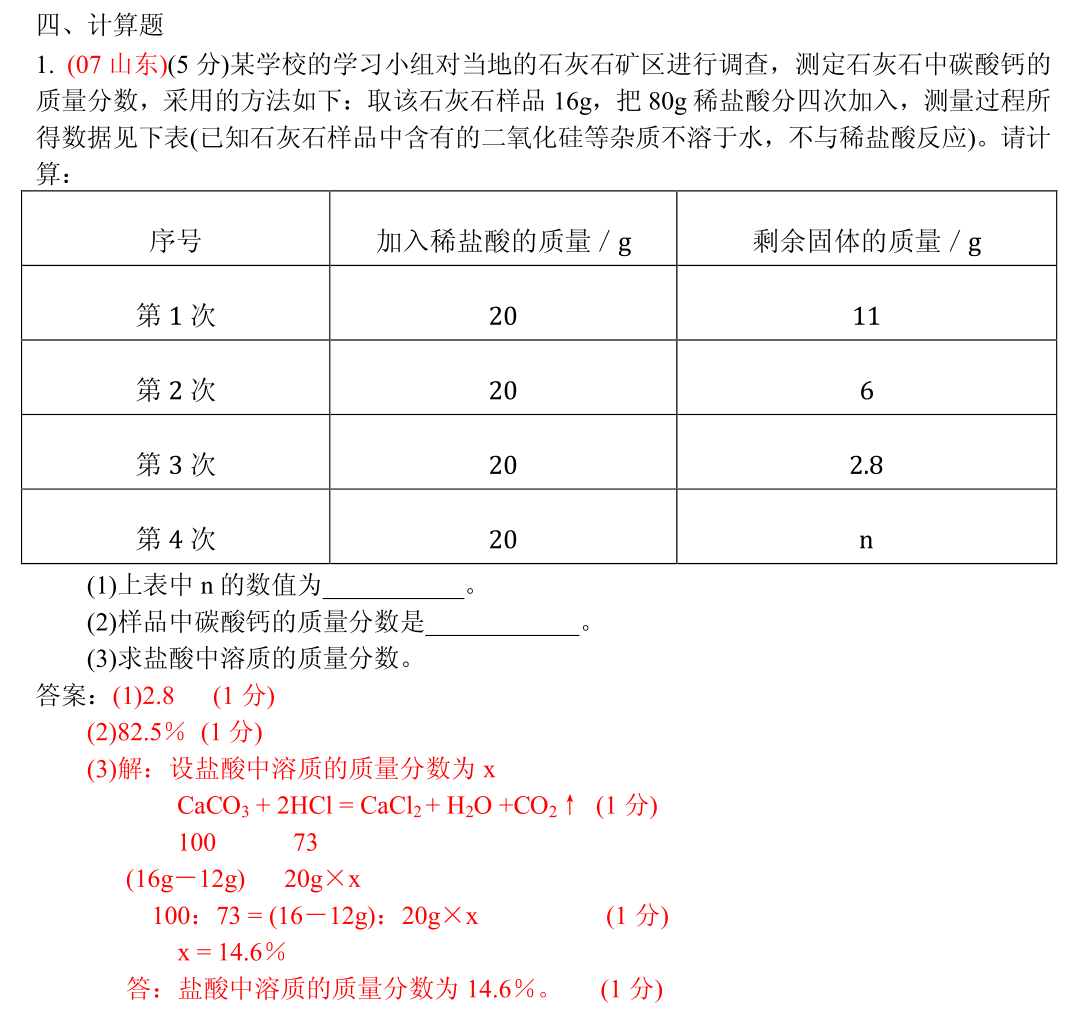 四、计算题
1. (07 山东)(5 分)某学校的学习小组对当地的石灰石矿区进行调查，测定石灰石中碳酸钙的
质量分数，采用的方法如下：取该石灰石样品 16g，把 80g 稀盐酸分四次加入，测量过程所
得数据见下表(已知石灰石样品中含有的二氧化硅等杂质不溶于水，不与稀盐酸反应)。请计
算：
序号 加入稀盐酸的质量／g 剩余固体的质量／g
第 1 次 20 11
第 2 次 20 6
第 3 次 20 2.8
第 4 次 20 n
(1)上表中 n 的数值为___________。
(2)样品中碳酸钙的质量分数是____________。
(3)求盐酸中溶质的质量分数。
答案：(1)2.8 (1 分)
(2)82.5％ (1 分)
(3)解：设盐酸中溶质的质量分数为 x
CaCO₃ + 2HCl = CaCl₂ + H₂O +CO₂↑ (1 分)
100 73
(16g－12g) 20g×x
100：73 = (16－12g)：20g×x (1 分)
x = 14.6％
答：盐酸中溶质的质量分数为 14.6％。 (1 分)